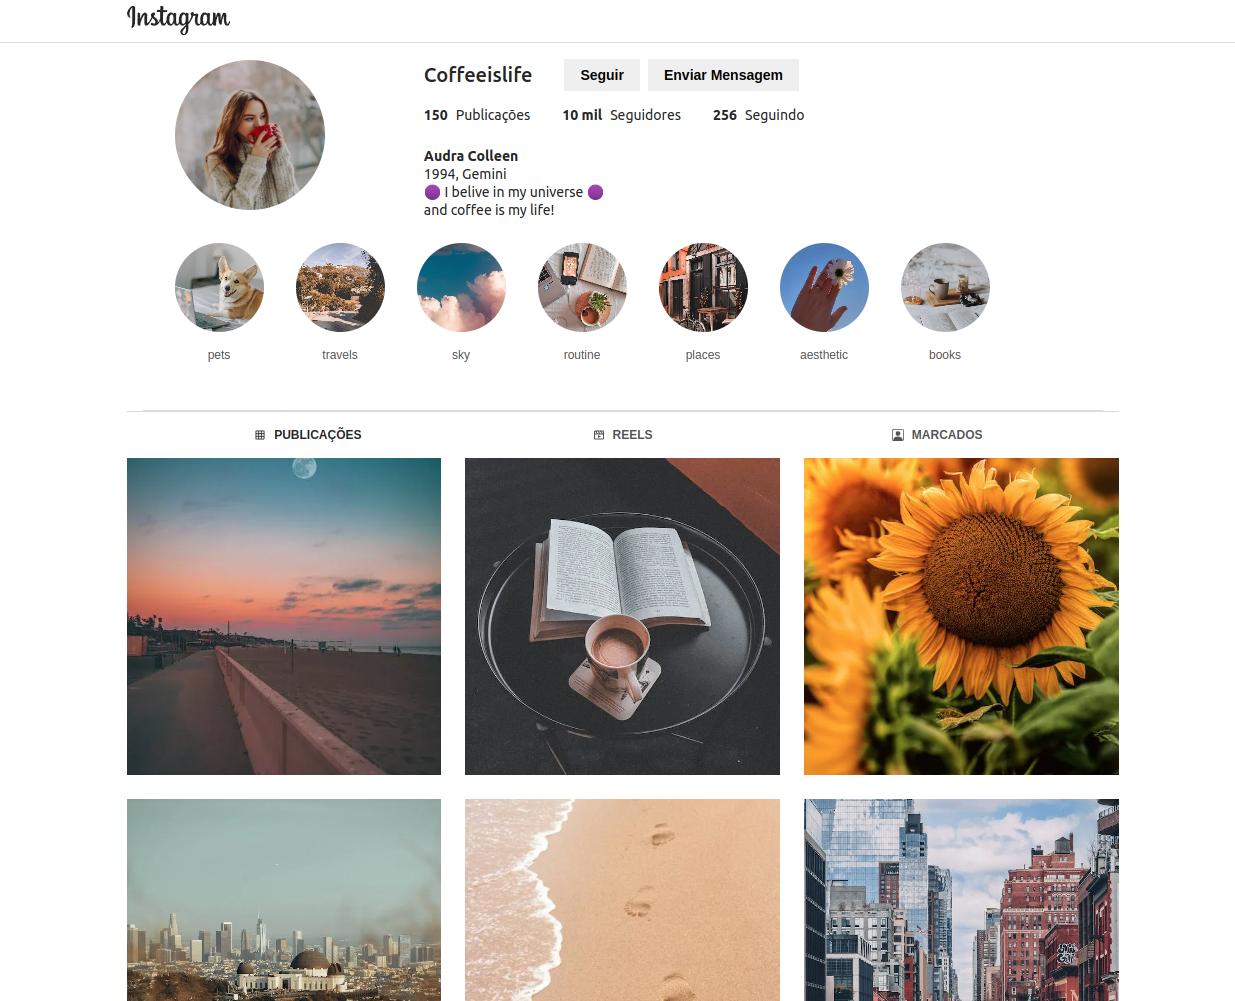 Instagram
Coffeeislife Seguir Enviar Mensagem
150 Publicações 10 mil Seguidores 256 Seguindo
Audra Colleen
1994, Gemini
🟣 I belive in my universe 🟣
and coffee is my life!
pets travels sky routine places aesthetic books
PUBLICAÇÕES REELS MARCADOS